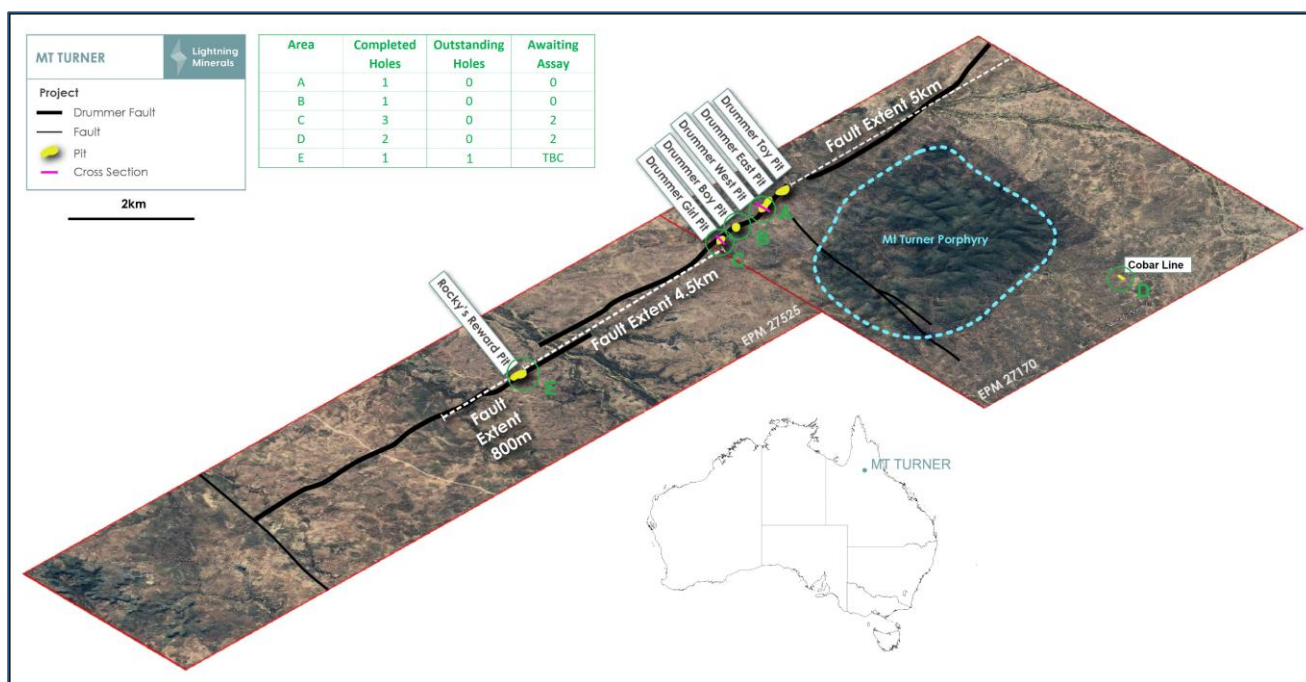 MT TURNER
Lightning
Minerals
Project
Drummer Fault
Fault
Pit
Cross Section
2km
Area Completed Holes Outstanding Holes Awaiting Assay
A 1 0 0
B 1 0 0
C 3 0 2
D 2 0 2
E 1 1 TBC
Drummer Toy Pit
Drummer East Pit
Drummer West Pit
Drummer Boy Pit
Drummer Girl Pit
Fault Extent 5km
A
B
C
Mt Turner Porphyry
Cobar Line
D
Rocky's Reward Pit
Fault Extent 4.5km
EPM 27525
EPM 27170
E
Fault
Extent
800m
MT TURNER